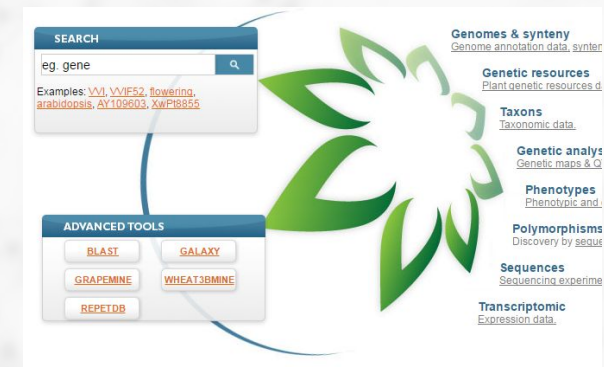 SEARCH
eg. gene
Examples: VVI, VVIF52, flowering,
arabidopsis, AY109603, XwPt8855
ADVANCED TOOLS
BLAST GALAXY
GRAPEMINE WHEAT3BMINE
REPETDB
Genomes & synteny
Genome annotation data, synten
Genetic resources
Plant genetic resources d
Taxons
Taxonomic data.
Genetic analys
Genetic maps & Q
Phenotypes
Phenotypic and
Polymorphisms
Discovery by seque
Sequences
Sequencing experime
Transcriptomic
Expression data.